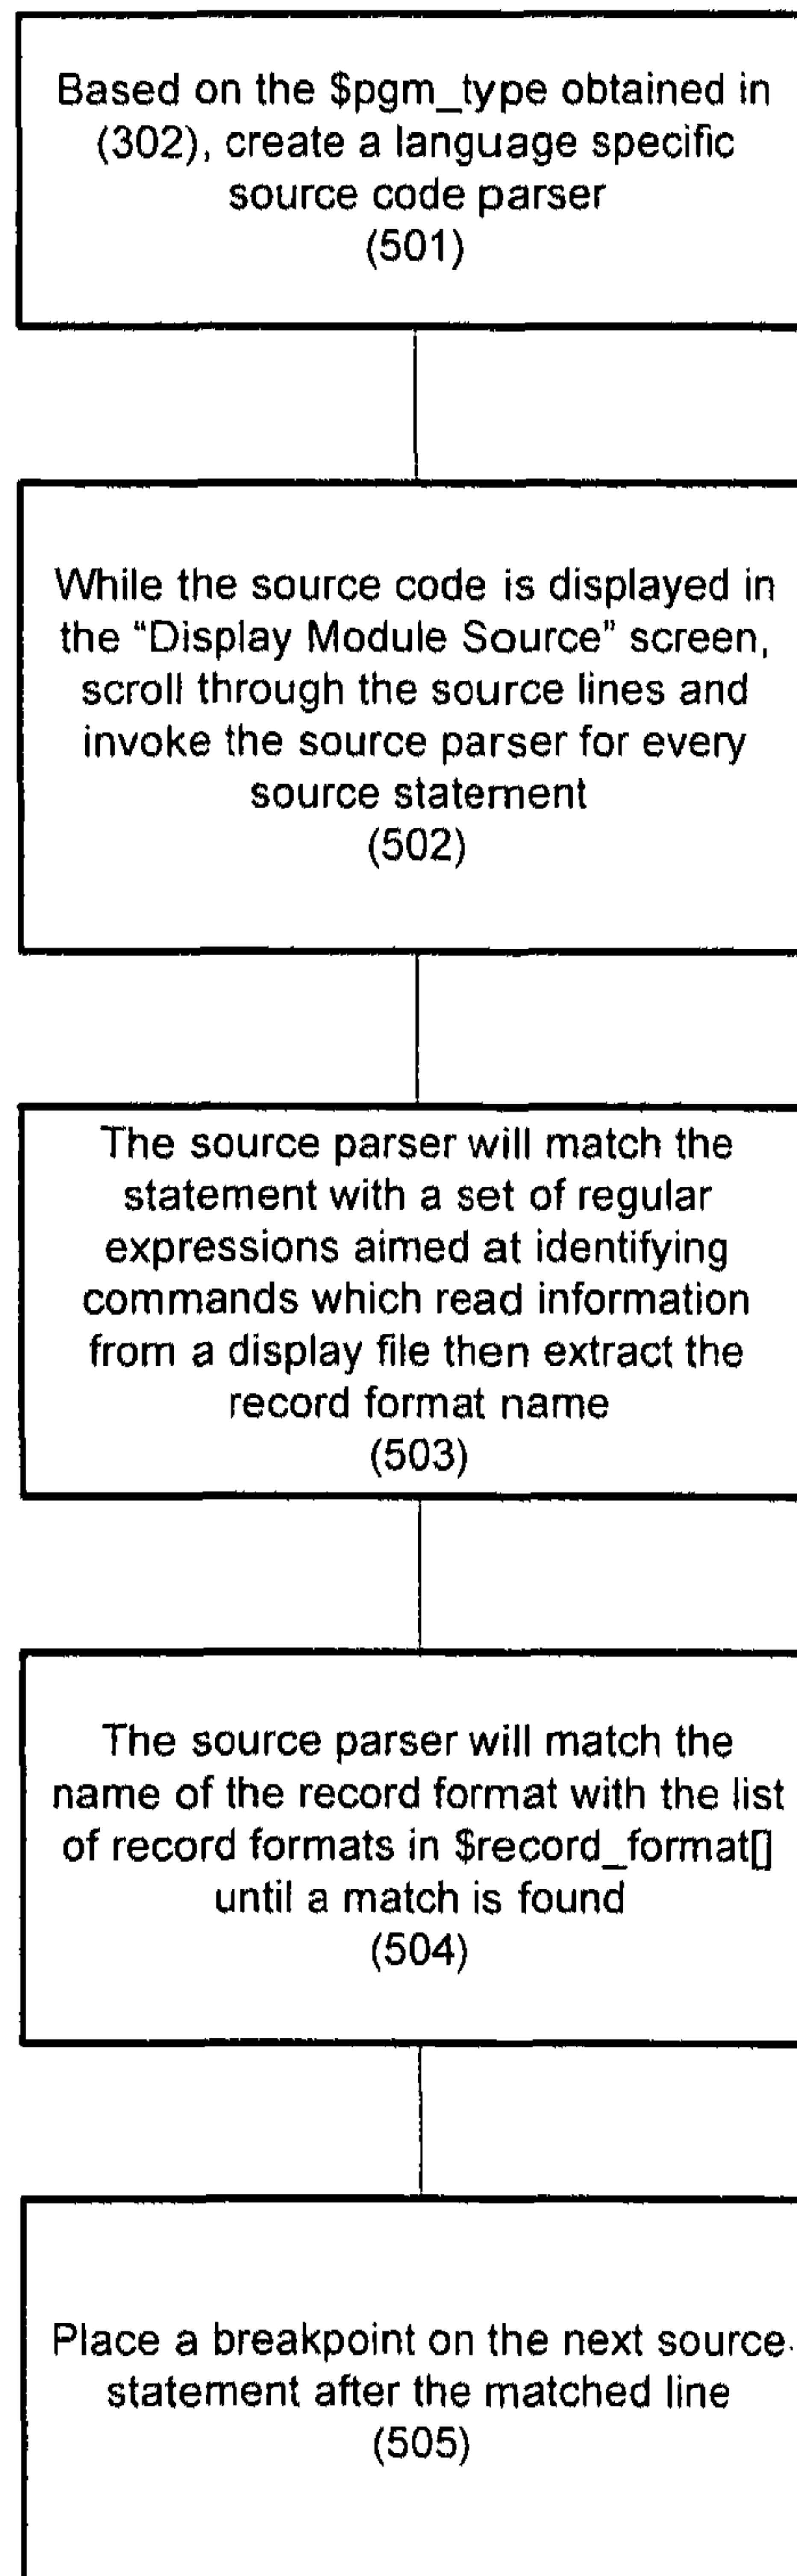 Based on the $pgm_type obtained in
(302), create a language specific
source code parser
(501)
While the source code is displayed in
the “Display Module Source” screen,
scroll through the source lines and
invoke the source parser for every
source statement
(502)
The source parser will match the
statement with a set of regular
expressions aimed at identifying
commands which read information
from a display file then extract the
record format name
(503)
The source parser will match the
name of the record format with the list
of record formats in $record_format[]
until a match is found
(504)
Place a breakpoint on the next source
statement after the matched line
(505)